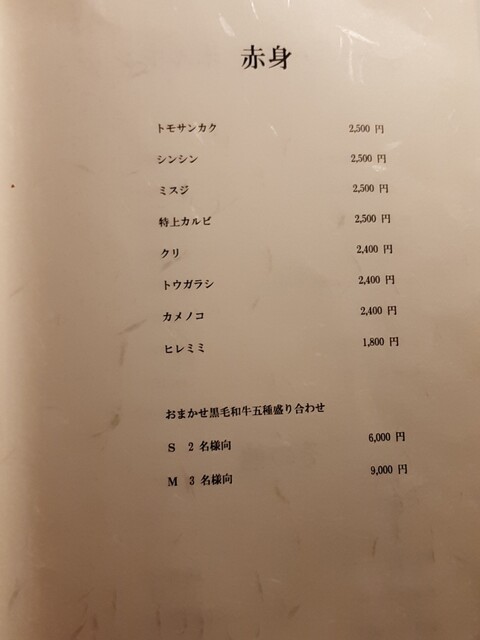 赤身
トモサンカク 2,500 円
シンシン 2,500 円
ミスジ 2,500 円
特上カルビ 2,500 円
クリ 2,400 円
トウガラシ 2,400 円
カメノコ 2,400 円
ヒレミミ 1,800 円
おまかせ黒毛和牛五種盛り合わせ
S 2 名様向 6,000 円
M 3 名様向 9,000 円